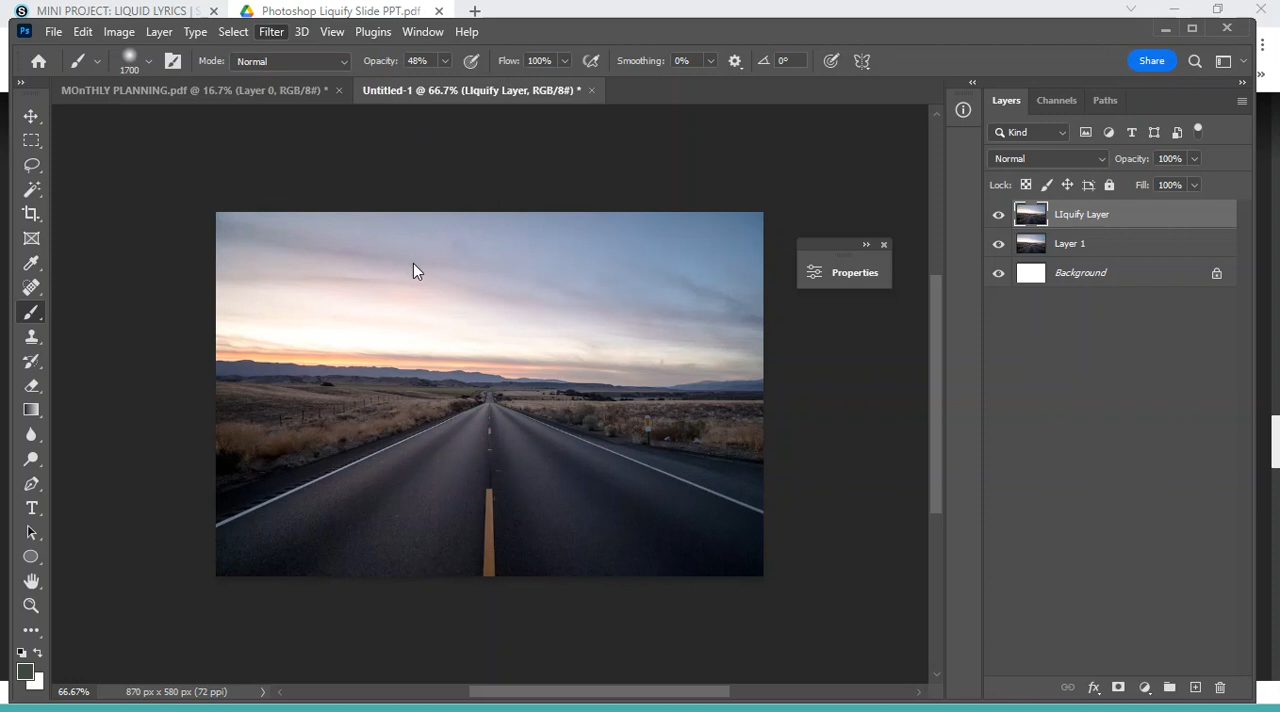 MINI PROJECT: LIQUID LYRICS | S
Photoshop Liquify Slide PPT.pdf
Ps File Edit Image Layer Type Select Filter 3D View Plugins Window Help
1700 Mode: Normal Opacity: 48% Flow: 100% Smoothing: 0% 0° Share
MOnTHLY PLANNING.pdf @ 16.7% (Layer 0, RGB/8#) *
Untitled-1 @ 66.7% (LIquify Layer, RGB/8#) *
Layers Channels Paths
Kind
Normal Opacity: 100%
Lock: Fill: 100%
LIquify Layer
Layer 1
Background
Properties
66.67% 870 px x 580 px (72 ppi)